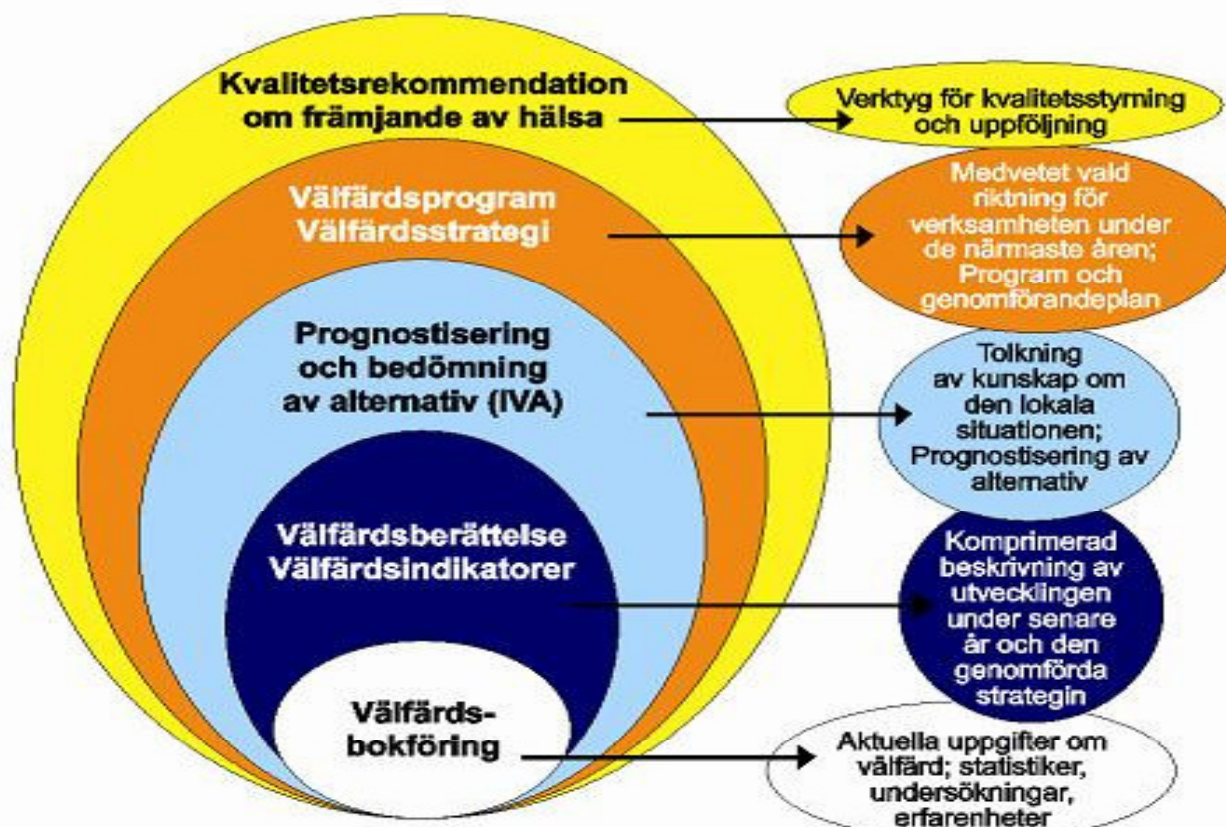 Kvalitetsrekommendation
om främjande av hälsa
Verktyg för kvalitetsstyrning
och uppföljning
Välfärdsprogram
Välfärdsstrategi
Medvetet vald
riktning för
verksamheten under
de närmaste åren;
Program och
genomförandeplan
Prognostisering
och bedömning
av alternativ (IVA)
Tolkning
av kunskap om
den lokala
situationen;
Prognostisering av
alternativ
Välfärdsberättelse
Välfärdsindikatorer
Komprimerad
beskrivning av
utvecklingen
under senare
år och den
genomförda
strategin
Välfärds-
bokföring
Aktuella uppgifter om
välfärd; statistiker,
undersökningar,
erfarenheter